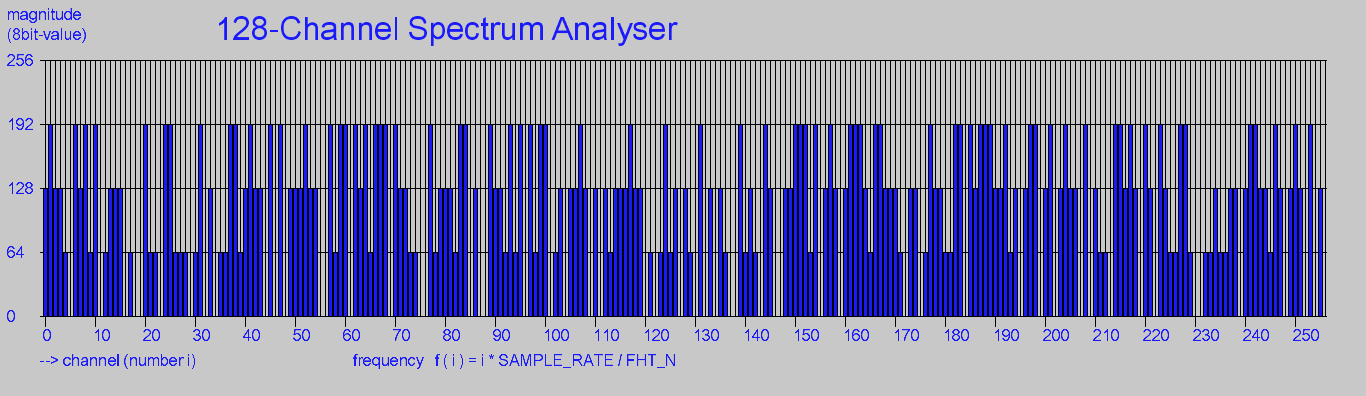 magnitude
(8bit-value)
128-Channel Spectrum Analyser
256
192
128
64
0
0 10 20 30 40 50 60 70 80 90 100 110 120 130 140 150 160 170 180 190 200 210 220 230 240 250
--> channel (number i) frequency f ( i ) = i * SAMPLE_RATE / FHT_N